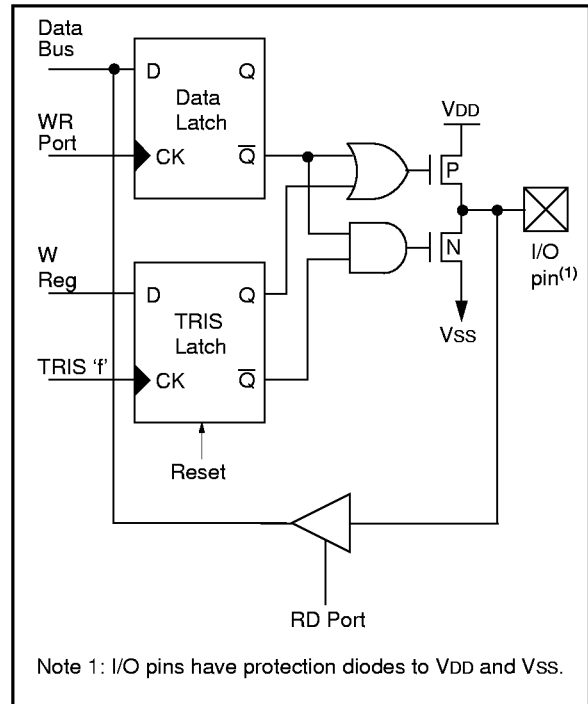 Data
Bus
D
Q
Data
Latch
WR
Port
CK
Q
VDD
P
N
I/O
pin(1)
VSS
W
Reg
D
Q
TRIS
Latch
TRIS 'f'
CK
Q
Reset
RD Port
Note 1: I/O pins have protection diodes to VDD and VSS.